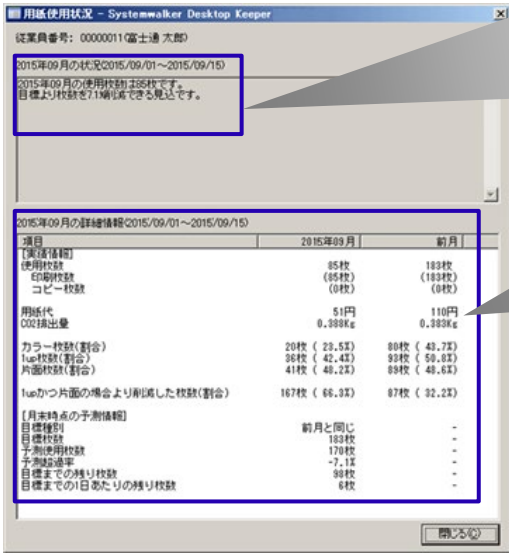 用紙使用状況 - Systemwalker Desktop Keeper
従業員番号: 00000011(富士通 太郎)
2015年09月の状況(2015/09/01～2015/09/15)
2015年09月の使用枚数は85枚です。
目標より枚数を7.1%削減できる見込です。
2015年09月の詳細情報(2015/09/01～2015/09/15)
項目 2015年09月 前月
[実績情報]
使用枚数 85枚 183枚
印刷枚数 (85枚) (183枚)
コピー枚数 (0枚) (0枚)
用紙代 51円 110円
CO2排出量 0.388Kg 0.383Kg
カラー枚数(割合) 20枚 ( 23.5%) 80枚 ( 43.7%)
1up枚数(割合) 36枚 ( 42.4%) 93枚 ( 50.8%)
片面枚数(割合) 41枚 ( 48.2%) 89枚 ( 48.6%)
1upかつ片面の場合より削減した枚数(割合) 167枚 ( 66.3%) 87枚 ( 32.2%)
[月末時点の予測情報]
目標種別 前月と同じ -
目標枚数 183枚 -
予測使用枚数 170枚 -
予測超過率 -7.1% -
目標までの残り枚数 98枚 -
目標までの1日あたりの残り枚数 6枚 -
閉じる(C)